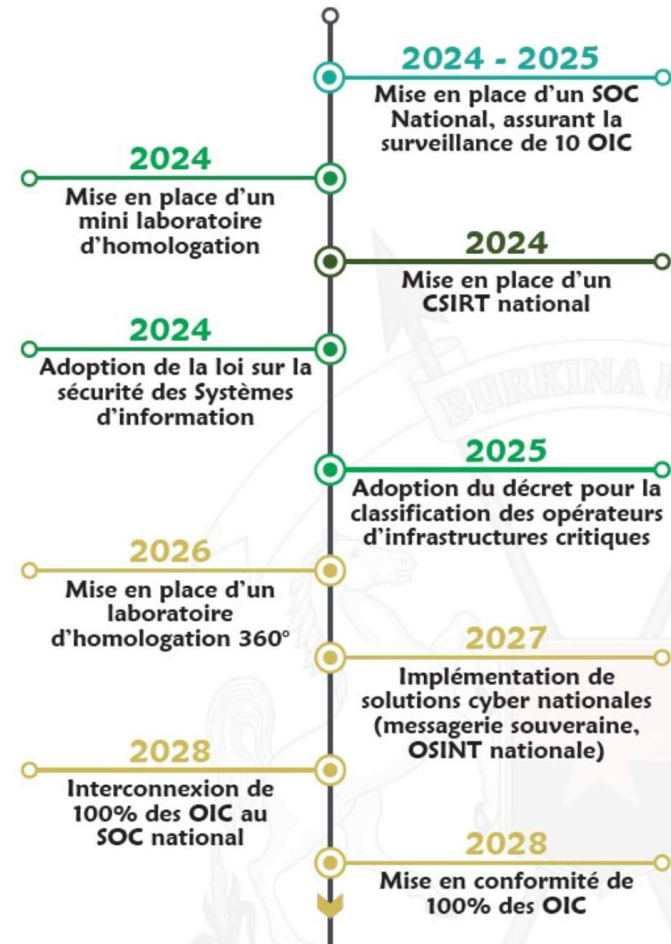 2024 - 2025
Mise en place d'un SOC
National, assurant la
surveillance de 10 OIC
2024
Mise en place d'un
mini laboratoire
d'homologation
2024
Mise en place d'un
CSIRT national
2024
Adoption de la loi sur la
sécurité des Systèmes
d'information
BURKINA
2025
Adoption du décret pour la
classification des opérateurs
d'infrastructures critiques
2026
Mise en place d'un
laboratoire
d'homologation 360°
2027
Implémentation de
solutions cyber nationales
(messagerie souveraine,
OSINT nationale)
2028
Interconnexion de
100% des OIC au
SOC national
2028
Mise en conformité de
100% des OIC